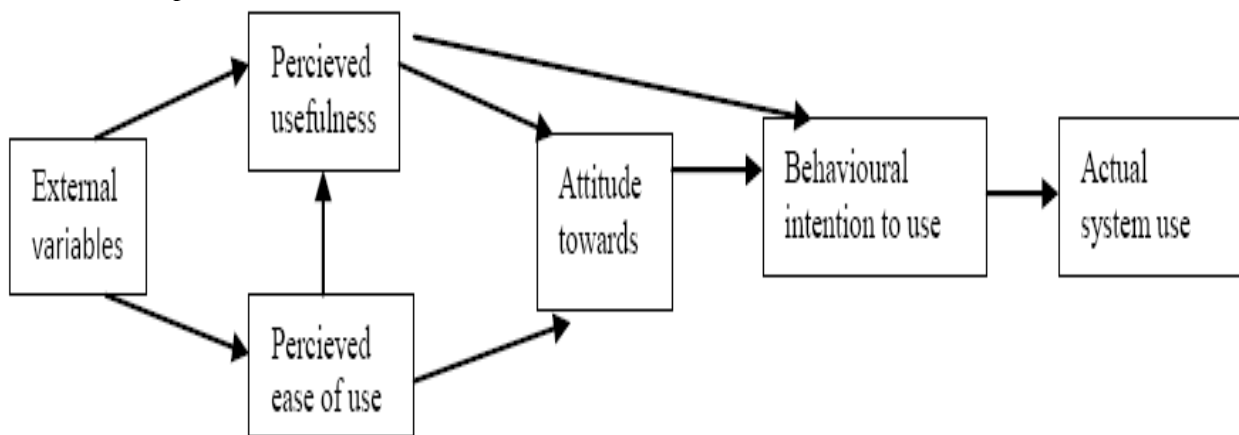 Percieved
usefulness
External
variables
Attitude
towards
Behavioural
intention to use
Actual
system use
Percieved
ease of use